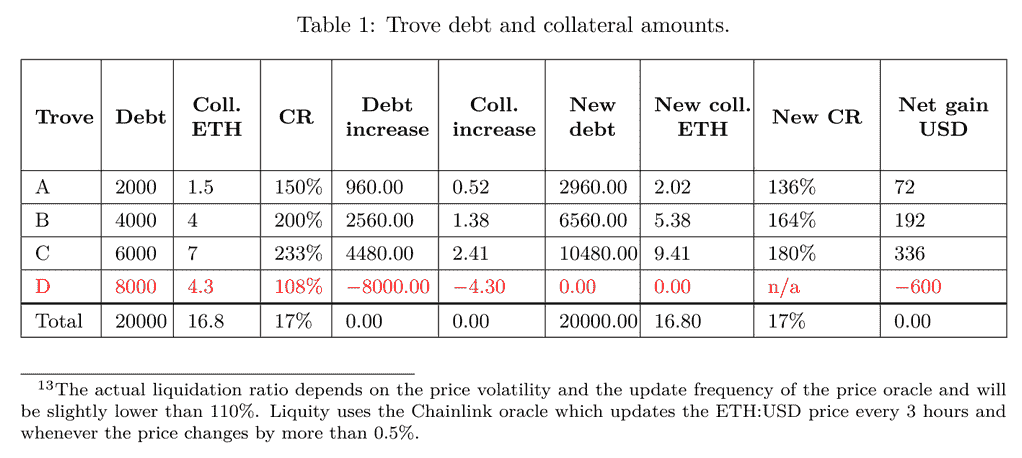 Table 1: Trove debt and collateral amounts.
Trove Debt Coll. ETH CR Debt increase Coll. increase New debt New coll. ETH New CR Net gain USD
A 2000 1.5 150% 960.00 0.52 2960.00 2.02 136% 72
B 4000 4 200% 2560.00 1.38 6560.00 5.38 164% 192
C 6000 7 233% 4480.00 2.41 10480.00 9.41 180% 336
D 8000 4.3 108% −8000.00 −4.30 0.00 0.00 n/a −600
Total 20000 16.8 17% 0.00 0.00 20000.00 16.80 17% 0.00
13The actual liquidation ratio depends on the price volatility and the update frequency of the price oracle and will
be slightly lower than 110%. Liquity uses the Chainlink oracle which updates the ETH:USD price every 3 hours and
whenever the price changes by more than 0.5%.